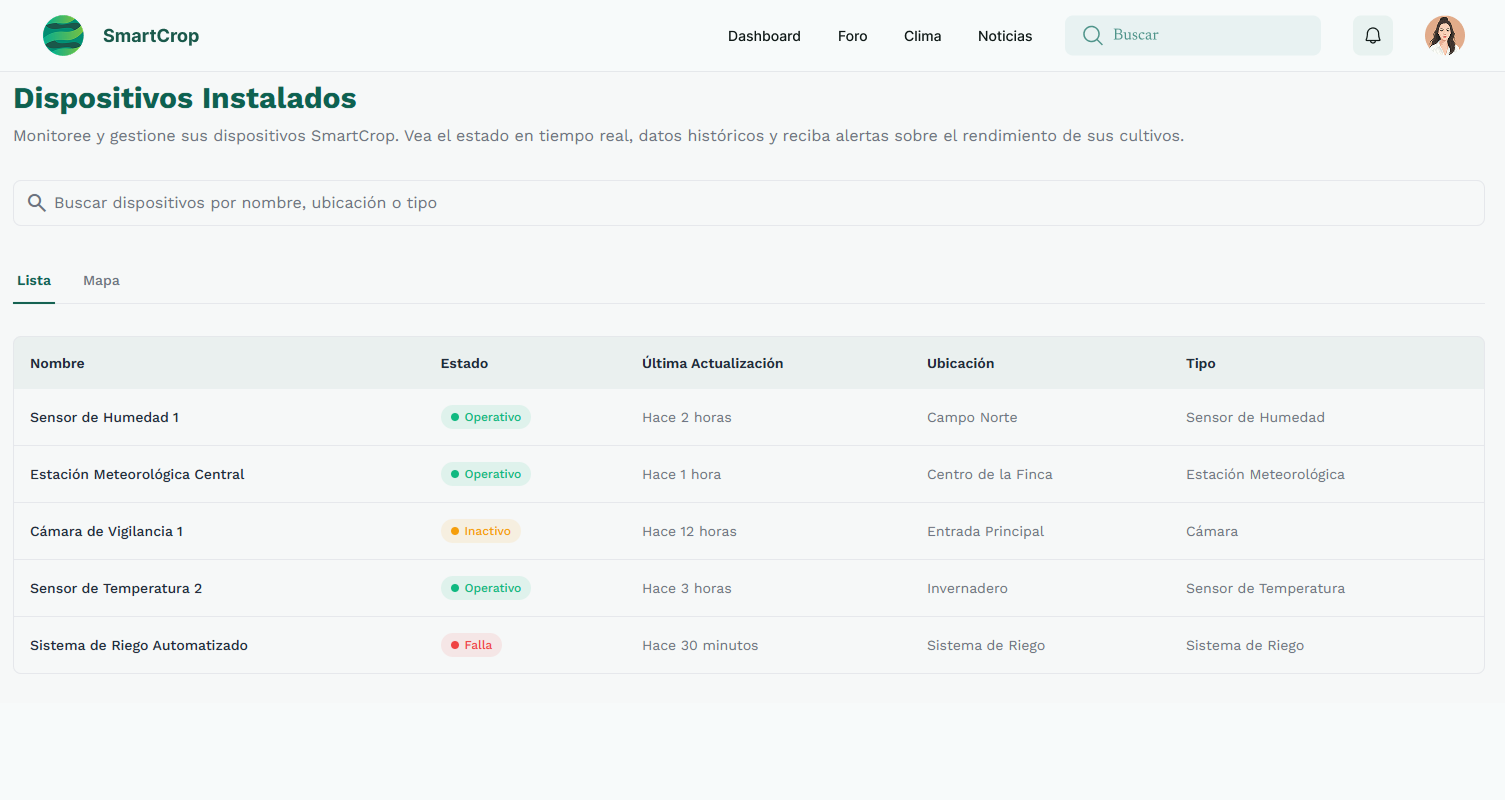 SmartCrop
Dashboard Foro Clima Noticias Buscar
Dispositivos Instalados
Monitoree y gestione sus dispositivos SmartCrop. Vea el estado en tiempo real, datos históricos y reciba alertas sobre el rendimiento de sus cultivos.
Buscar dispositivos por nombre, ubicación o tipo
Lista Mapa
Nombre Estado Última Actualización Ubicación Tipo
Sensor de Humedad 1 Operativo Hace 2 horas Campo Norte Sensor de Humedad
Estación Meteorológica Central Operativo Hace 1 hora Centro de la Finca Estación Meteorológica
Cámara de Vigilancia 1 Inactivo Hace 12 horas Entrada Principal Cámara
Sensor de Temperatura 2 Operativo Hace 3 horas Invernadero Sensor de Temperatura
Sistema de Riego Automatizado Falla Hace 30 minutos Sistema de Riego Sistema de Riego